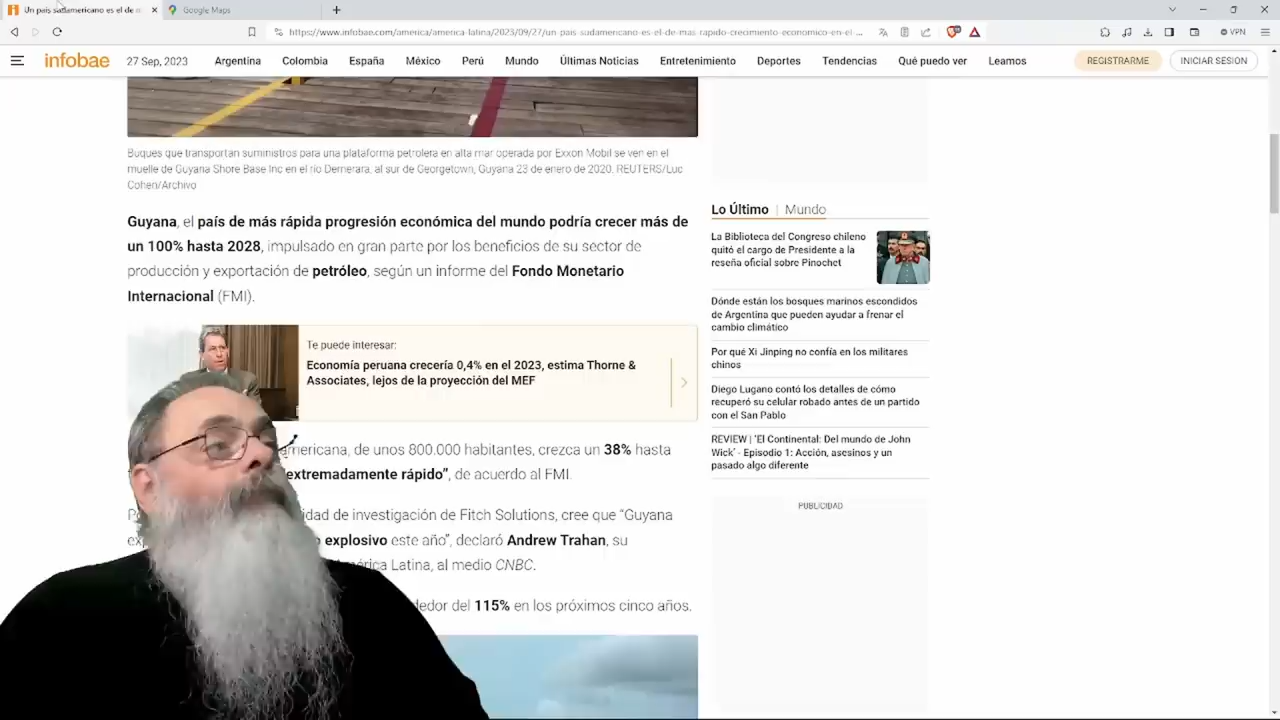 Un país sudamericano es el de m
Google Maps
https://www.infobae.com/america/america-latina/2023/09/27/un-pais-sudamericano-es-el-de-mas-rapido-crecimiento-economico-en-el-...
VPN
infobae
27 Sep, 2023
Argentina
Colombia
España
México
Perú
Mundo
Últimas Noticias
Entretenimiento
Deportes
Tendencias
Qué puedo ver
Leamos
REGISTRARME
INICIAR SESIÓN
Buques que transportan suministros para una plataforma petrolera en alta mar operada por Exxon Mobil se ven en el
muelle de Guyana Shore Base Inc en el río Demerara, al sur de Georgetown, Guyana 23 de enero de 2020. REUTERS/Luc
Cohen/Archivo
Guyana, el país de más rápida progresión económica del mundo podría crecer más de
un 100% hasta 2028, impulsado en gran parte por los beneficios de su sector de
producción y exportación de petróleo, según un informe del Fondo Monetario
Internacional (FMI).
Te puede interesar:
Economía peruana crecería 0,4% en el 2023, estima Thorne &
Associates, lejos de la proyección del MEF
americana, de unos 800.000 habitantes, crezca un 38% hasta
extremadamente rápido”, de acuerdo al FMI.
idad de investigación de Fitch Solutions, cree que “Guyana
explosivo este año”, declaró Andrew Trahan, su
América Latina, al medio CNBC.
dedor del 115% en los próximos cinco años.
Lo Último | Mundo
La Biblioteca del Congreso chileno
quitó el cargo de Presidente a la
reseña oficial sobre Pinochet
Dónde están los bosques marinos escondidos
de Argentina que pueden ayudar a frenar el
cambio climático
Por qué Xi Jinping no confía en los militares
chinos
Diego Lugano contó los detalles de cómo
recuperó su celular robado antes de un partido
con el San Pablo
REVIEW | ‘El Continental: Del mundo de John
Wick’ - Episodio 1: Acción, asesinos y un
pasado algo diferente
PUBLICIDAD